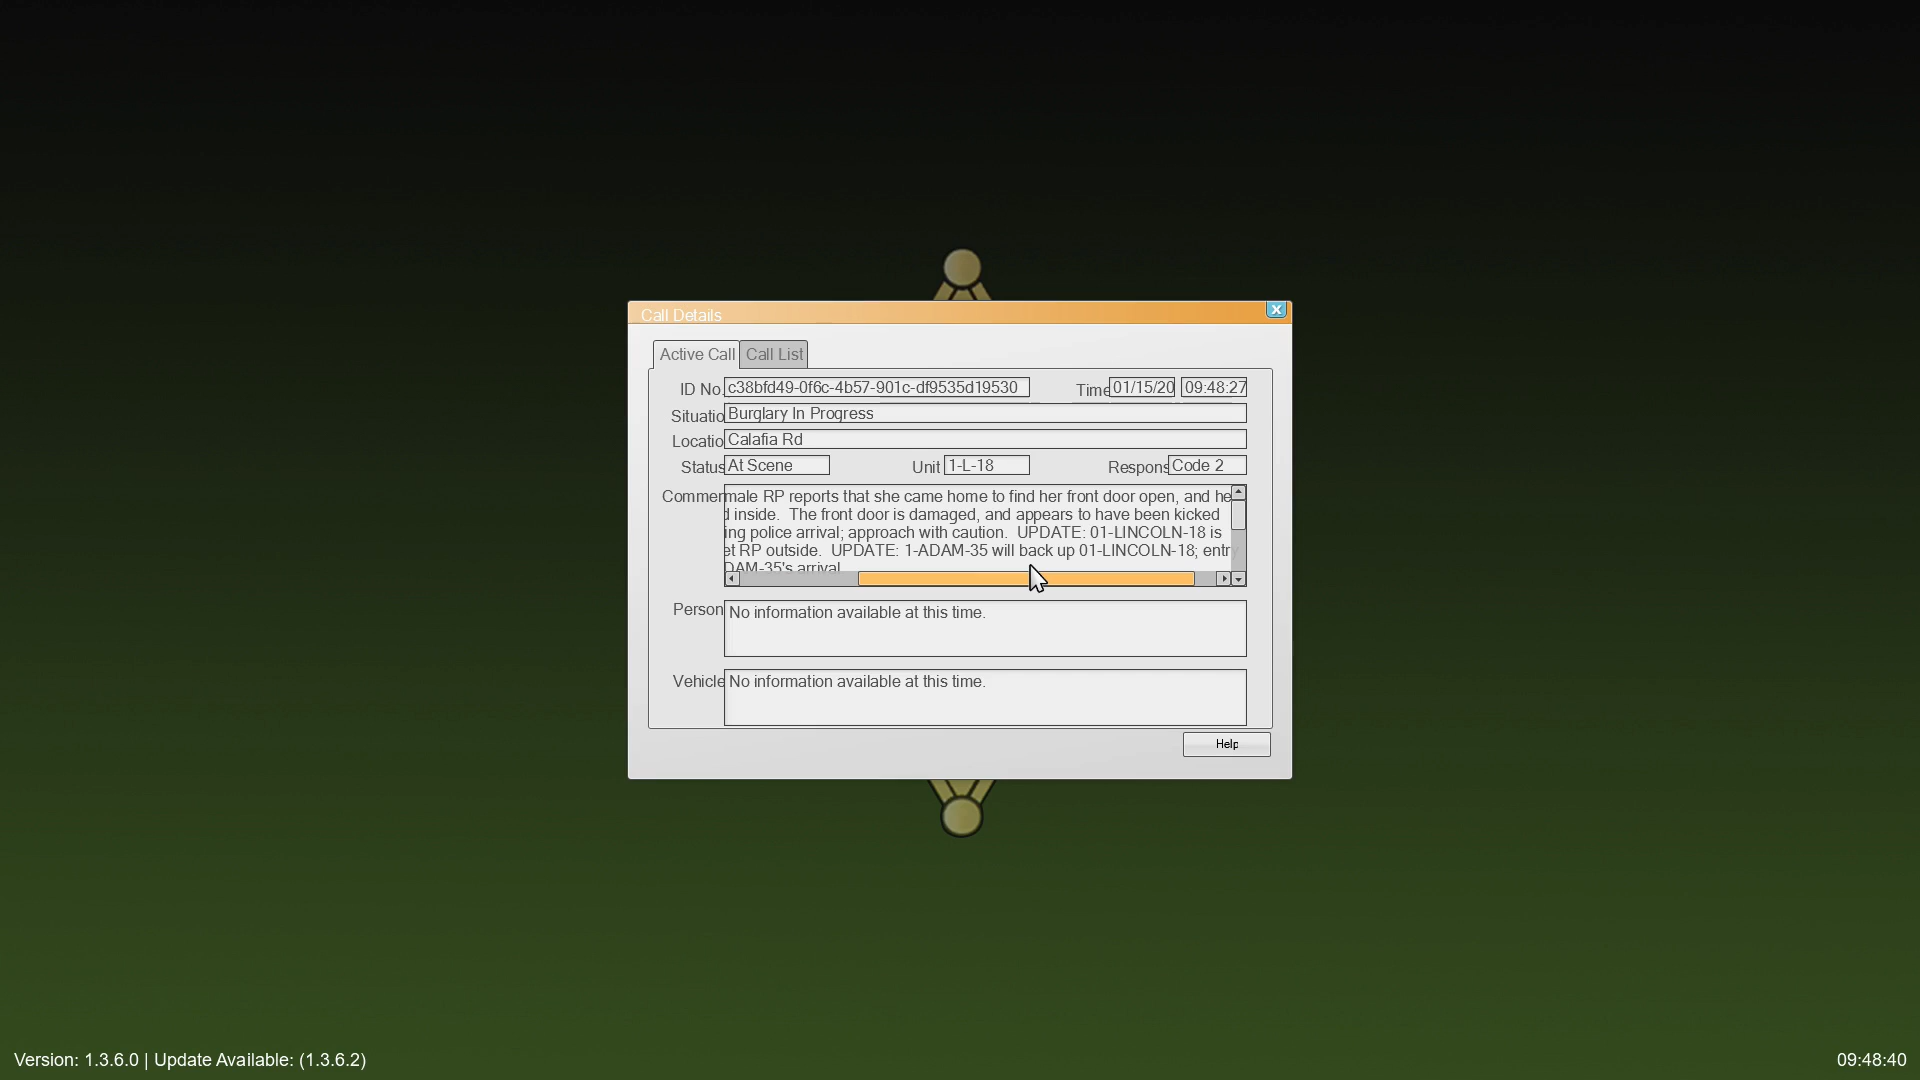 Call Details
Active Call Call List
ID No. c38bfd49-0f6c-4b57-901c-df9535d19530 Time 01/15/20 09:48:27
Situatio Burglary In Progress
Locatio Calafia Rd
Status At Scene Unit 1-L-18 Respons Code 2
Commer male RP reports that she came home to find her front door open, and he
d inside. The front door is damaged, and appears to have been kicked
ing police arrival; approach with caution. UPDATE: 01-LINCOLN-18 is
et RP outside. UPDATE: 1-ADAM-35 will back up 01-LINCOLN-18; entry
DAM-35's arrival
Person No information available at this time.
Vehicle No information available at this time.
Help
Version: 1.3.6.0 | Update Available: (1.3.6.2)
09:48:40